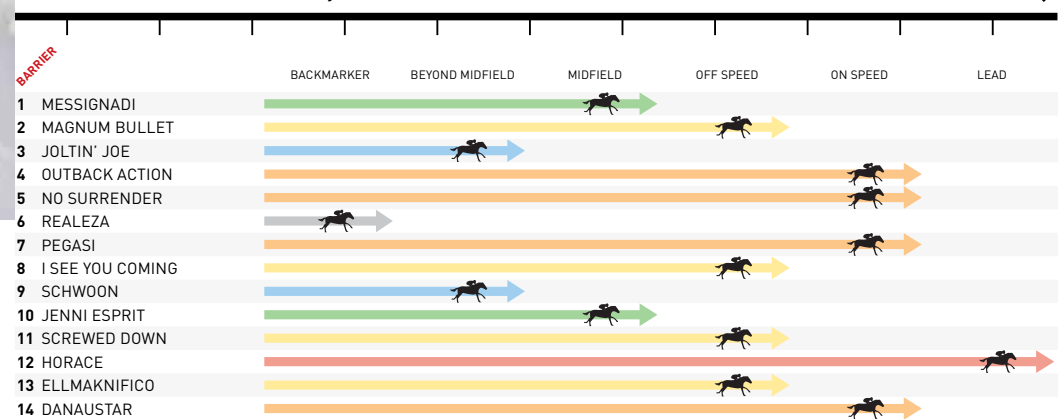 BARRIER
BACKMARKER BEYOND MIDFIELD MIDFIELD OFF SPEED ON SPEED LEAD
1 MESSIGNADI
2 MAGNUM BULLET
3 JOLTIN' JOE
4 OUTBACK ACTION
5 NO SURRENDER
6 REALEZA
7 PEGASI
8 I SEE YOU COMING
9 SCHWOON
10 JENNI ESPRIT
11 SCREWED DOWN
12 HORACE
13 ELLMAKNIFICO
14 DANAUSTAR